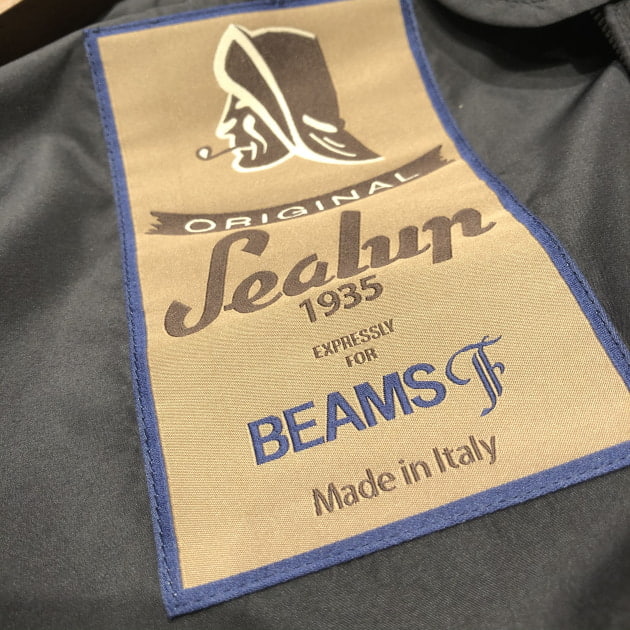 ORIGINAL
Sealup
1935
EXPRESSLY
FOR
BEAMS F
Made in Italy